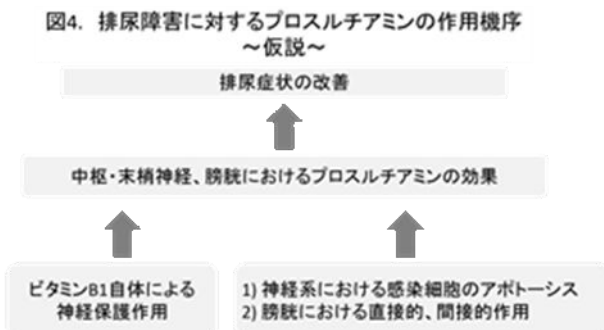 図4. 排尿障害に対するプロスルチアミンの作用機序
～仮説～
排尿症状の改善
中枢・末梢神経、膀胱におけるプロスルチアミンの効果
ビタミンB1自体による
神経保護作用
1) 神経系における感染細胞のアポトーシス
2) 膀胱における直接的、間接的作用